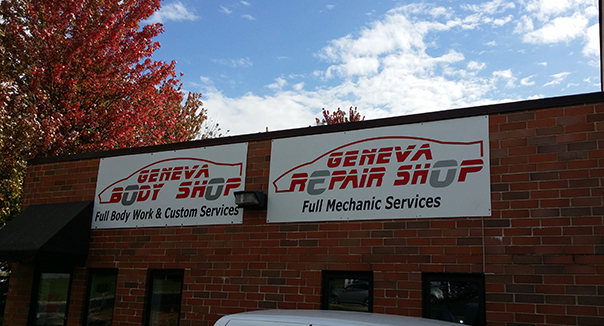 GENEVA
BODY SHOP
Full Body Work & Custom Services
GENEVA
REPAIR SHOP
Full Mechanic Services